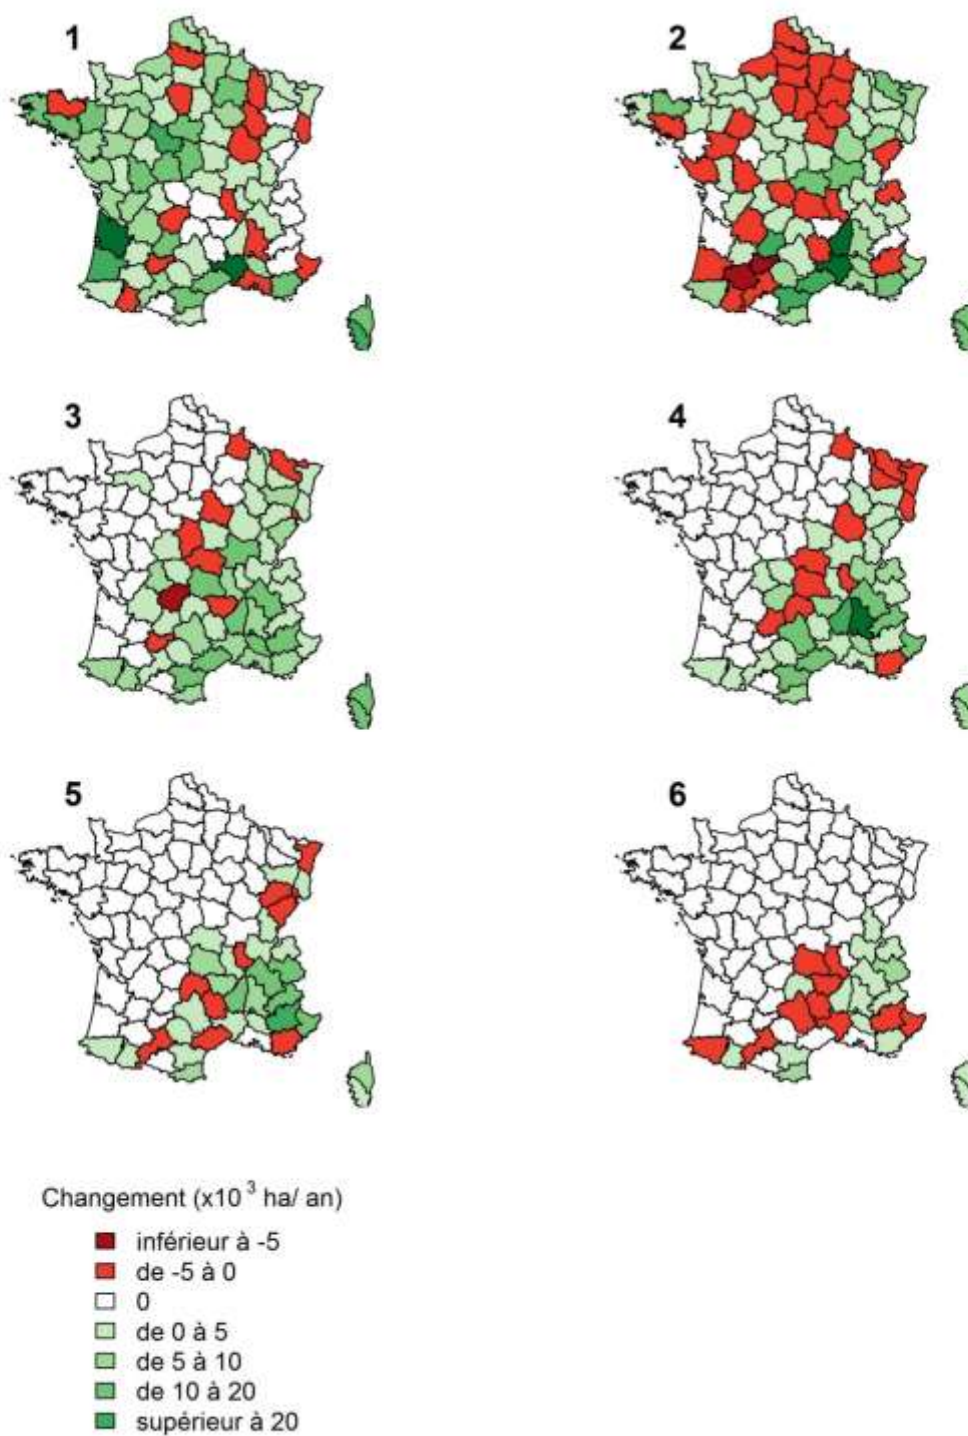 1
2
3
4
5
6
Changement (x10 3 ha/ an)
inférieur à -5
de -5 à 0
0
de 0 à 5
de 5 à 10
de 10 à 20
supérieur à 20